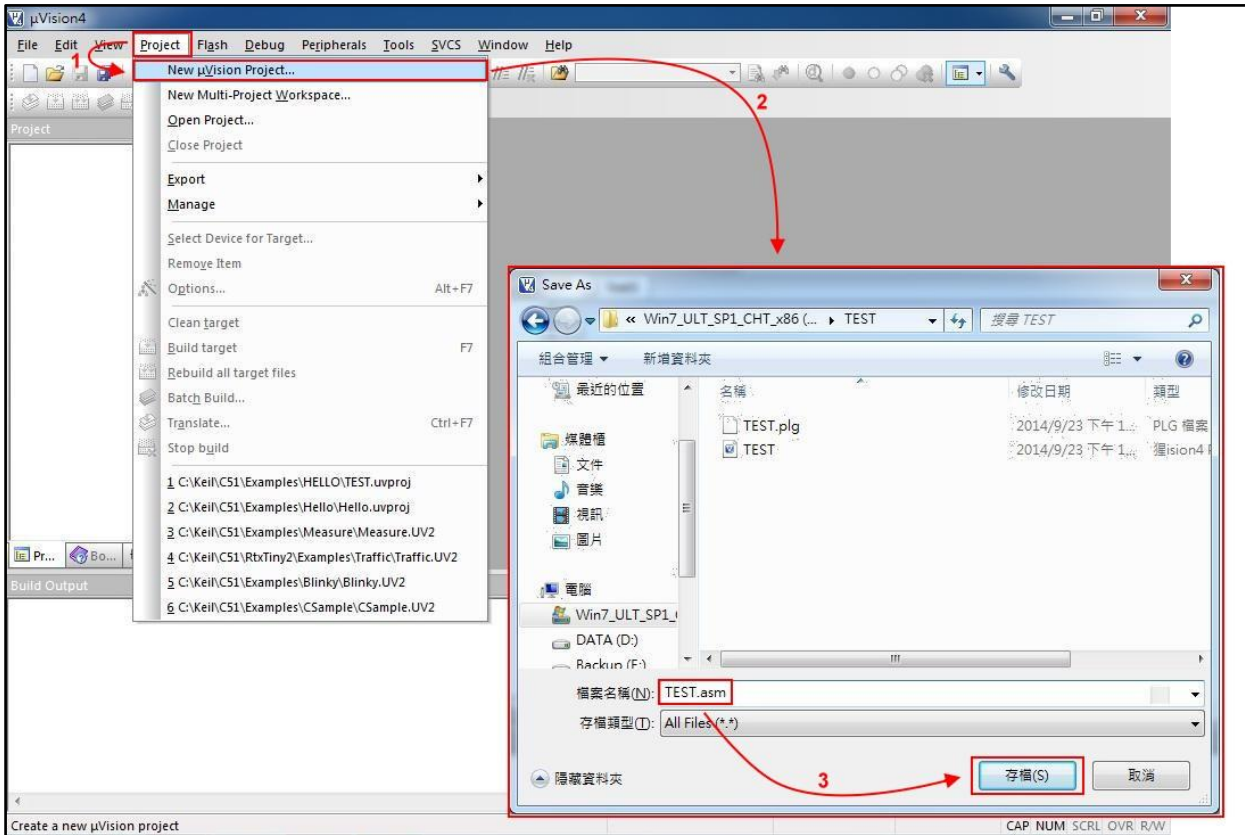 µVision4
File Edit View Project Flash Debug Peripherals Tools SVCS Window Help
1
New µVision Project...
New Multi-Project Workspace...
2
Project
Open Project...
Close Project
Export
Manage
Select Device for Target...
Remove Item
Options... Alt+F7
Clean target
Build target F7
Rebuild all target files
Batch Build...
Translate... Ctrl+F7
Stop build
1 C:\Keil\C51\Examples\HELLO\TEST.uvproj
2 C:\Keil\C51\Examples\Hello\Hello.uvproj
3 C:\Keil\C51\Examples\Measure\Measure.UV2
4 C:\Keil\C51\RtxTiny2\Examples\Traffic\Traffic.UV2
5 C:\Keil\C51\Examples\Blinky\Blinky.UV2
6 C:\Keil\C51\Examples\CSample\CSample.UV2
Pr... Bo...
Build Output
Save As
« Win7_ULT_SP1_CHT_x86 (... TEST 搜尋 TEST
組合管理 新增資料夾
最近的位置
媒體櫃
文件
音樂
視訊
圖片
電腦
Win7_ULT_SP1_
DATA (D:)
名稱 修改日期 類型
TEST.plg 2014/9/23 下午 1... PLG 檔案
TEST 2014/9/23 下午 1... 猩ision4
檔案名稱(N): TEST.asm
存檔類型(T): All Files (*.*)
隱藏資料夾
3
存檔(S) 取消
Create a new µVision project
CAP NUM SCRL OVR R/W